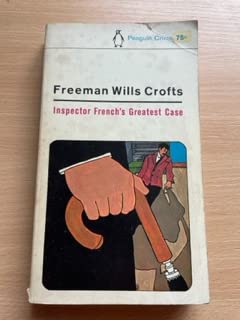 Penguin Crime 75c
Freeman Wills Crofts
Inspector French's Greatest Case